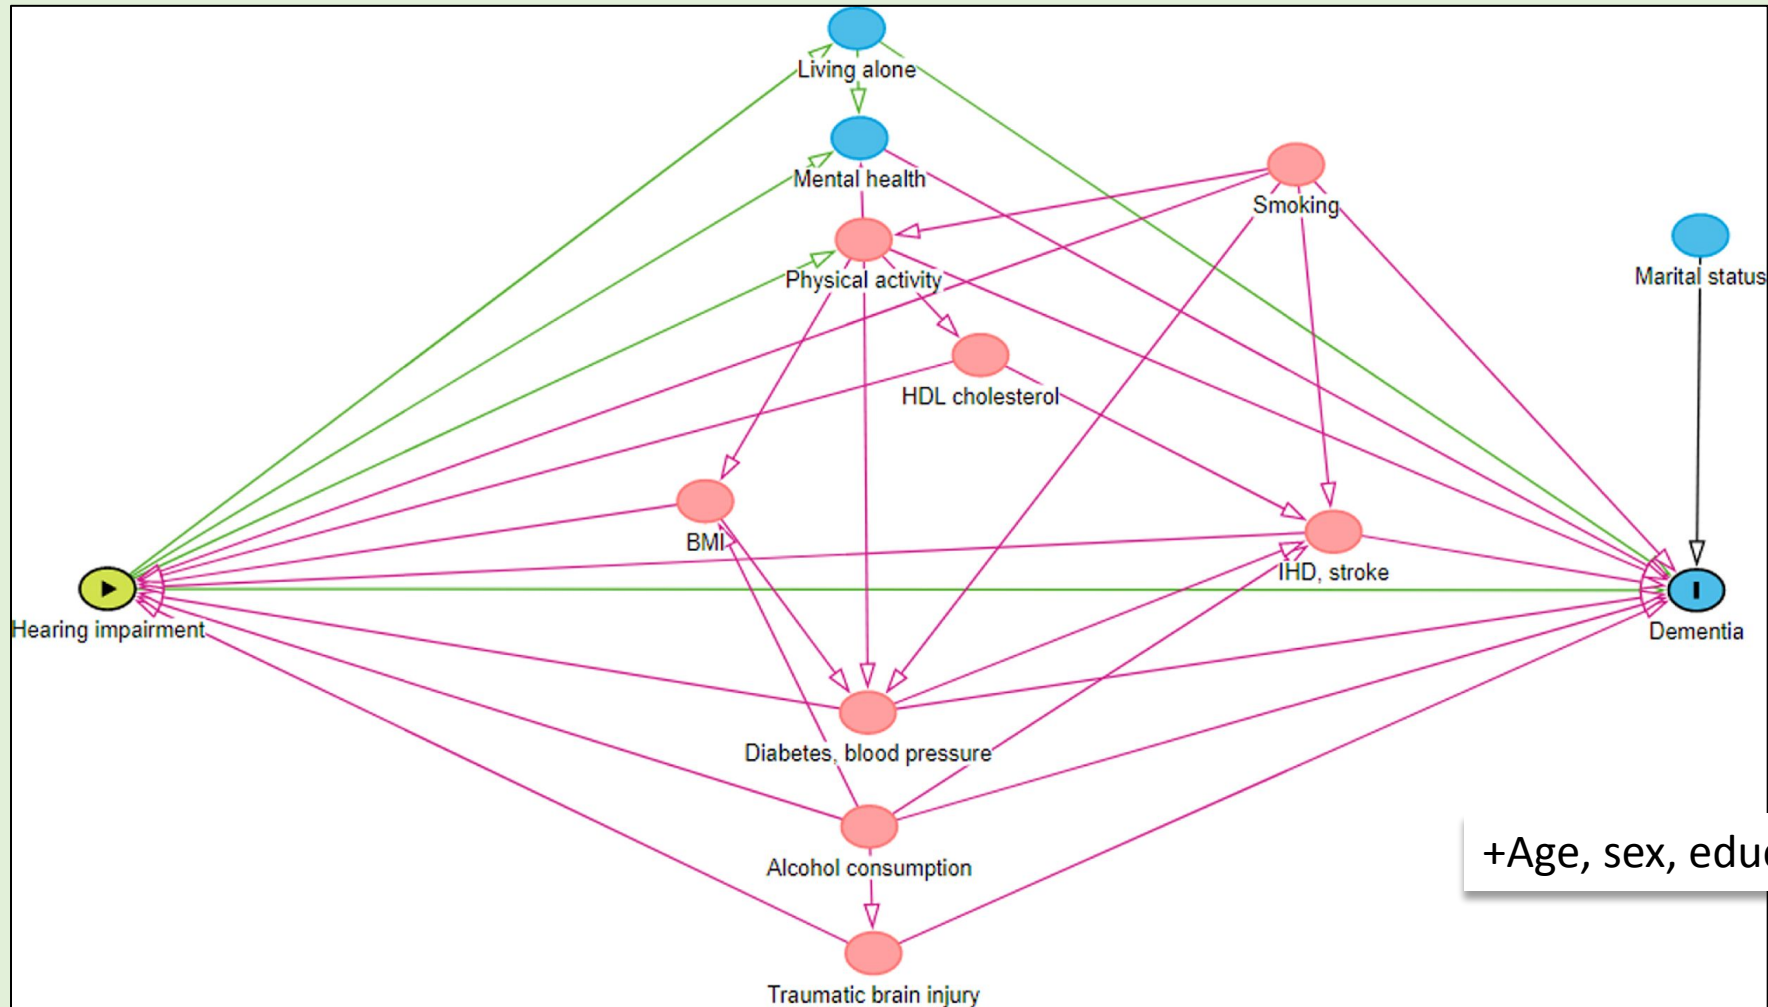 Living alone
Mental health
Smoking
Physical activity
Marital status
HDL cholesterol
BMI
IHD, stroke
Hearing impairment
Dementia
Diabetes, blood pressure
+Age, sex,
Alcohol consumption
Traumatic brain injury